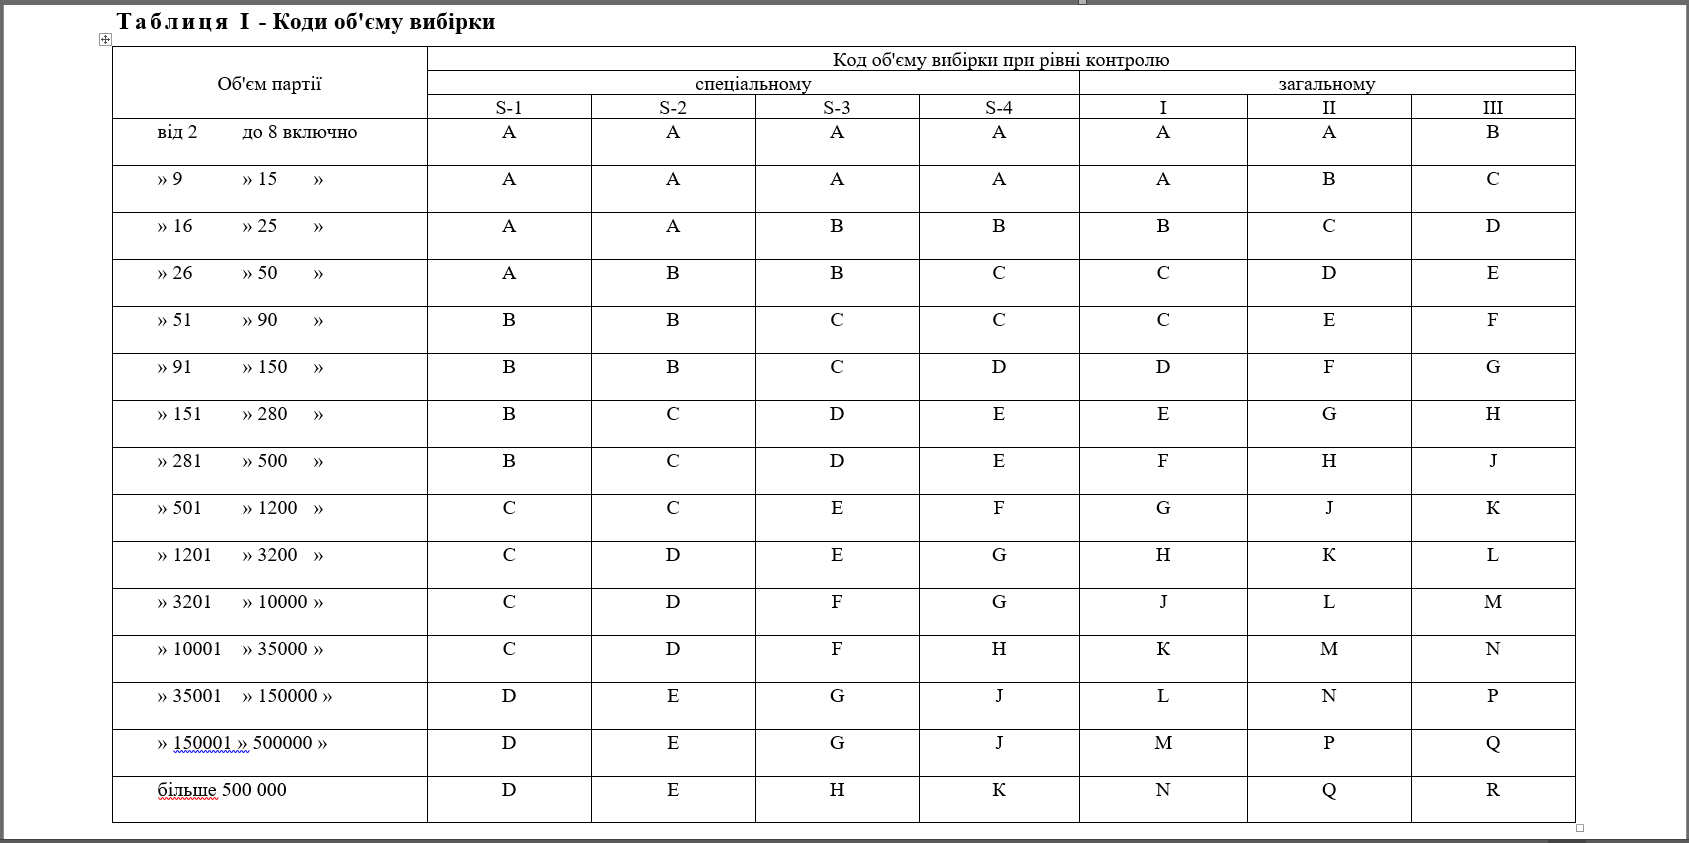 Таблиця І - Коди об'єму вибірки
Об'єм партії
Код об'єму вибірки при рівні контролю
спеціальному загальному
S-1 S-2 S-3 S-4 I II III
від 2 до 8 включно A A A A A A B
» 9 » 15 » A A A A A B C
» 16 » 25 » A A B B B C D
» 26 » 50 » A B B C C D E
» 51 » 90 » B B C C C E F
» 91 » 150 » B B C D D F G
» 151 » 280 » B C D E E G H
» 281 » 500 » B C D E F H J
» 501 » 1200 » C C E F G J K
» 1201 » 3200 » C D E G H K L
» 3201 » 10000 » C D F G J L M
» 10001 » 35000 » C D F H K M N
» 35001 » 150000 » D E G J L N P
» 150001 » 500000 » D E G J M P Q
більше 500 000 D E H K N Q R